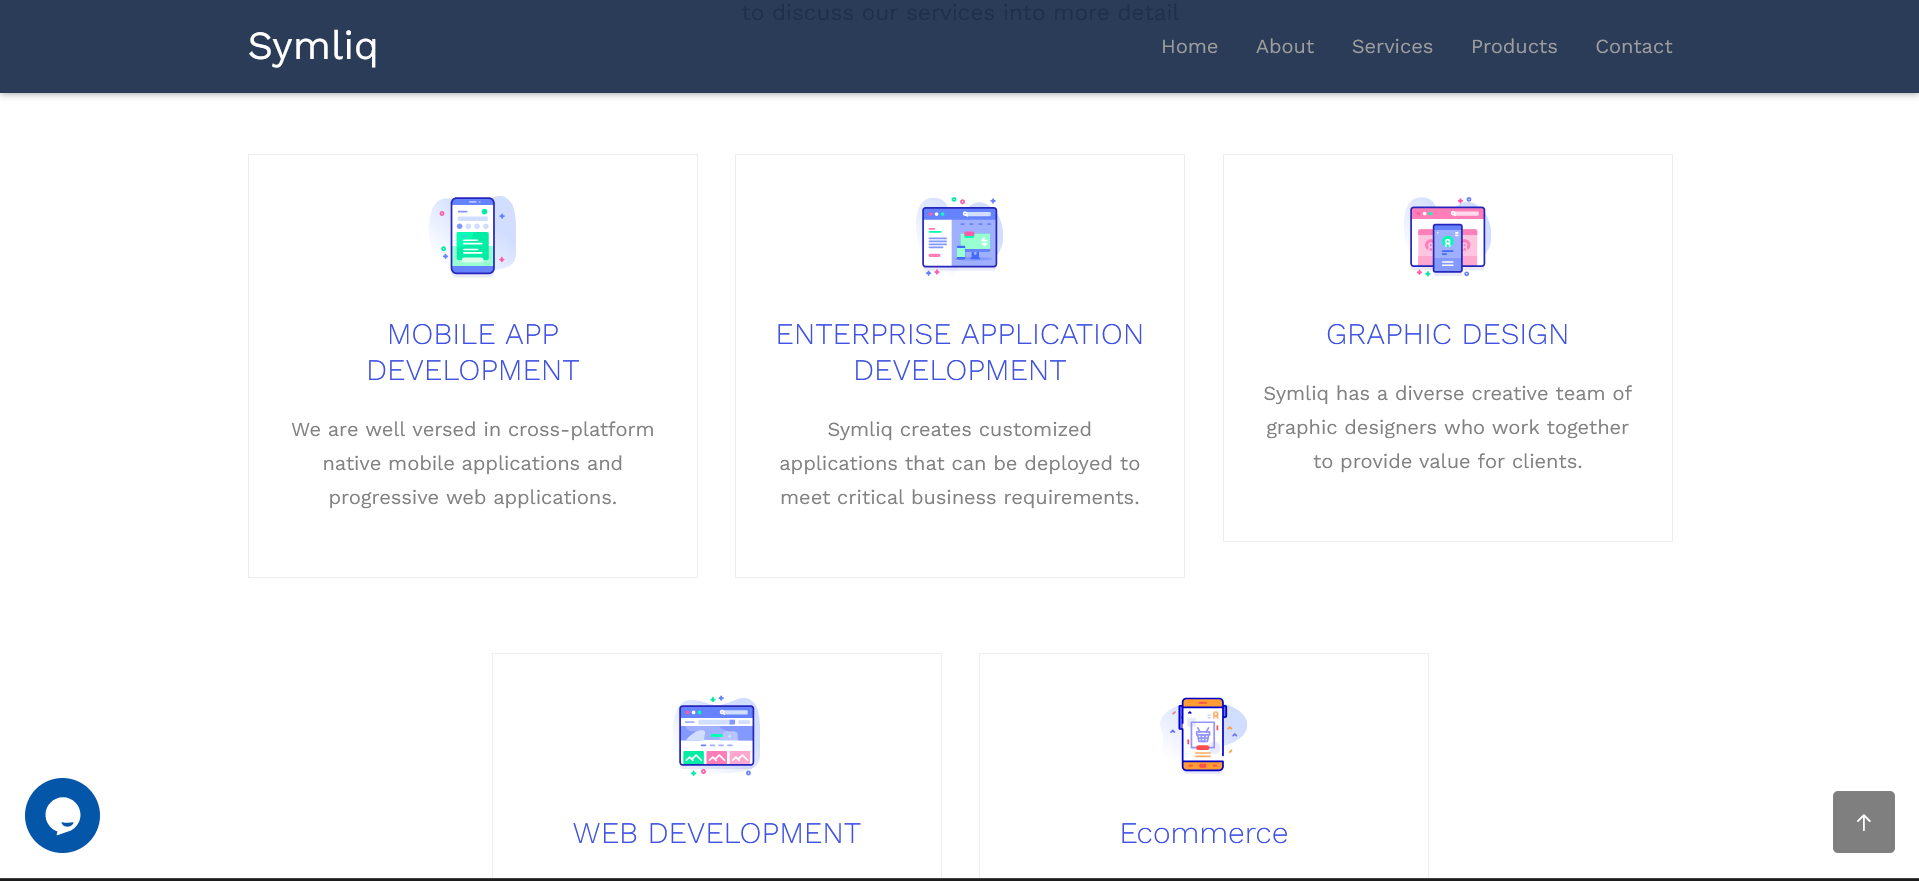 to discuss our services into more detail
Symliq
Home About Services Products Contact
MOBILE APP
DEVELOPMENT
We are well versed in cross-platform
native mobile applications and
progressive web applications.
ENTERPRISE APPLICATION
DEVELOPMENT
Symliq creates customized
applications that can be deployed to
meet critical business requirements.
GRAPHIC DESIGN
Symliq has a diverse creative team of
graphic designers who work together
to provide value for clients.
WEB DEVELOPMENT
Ecommerce